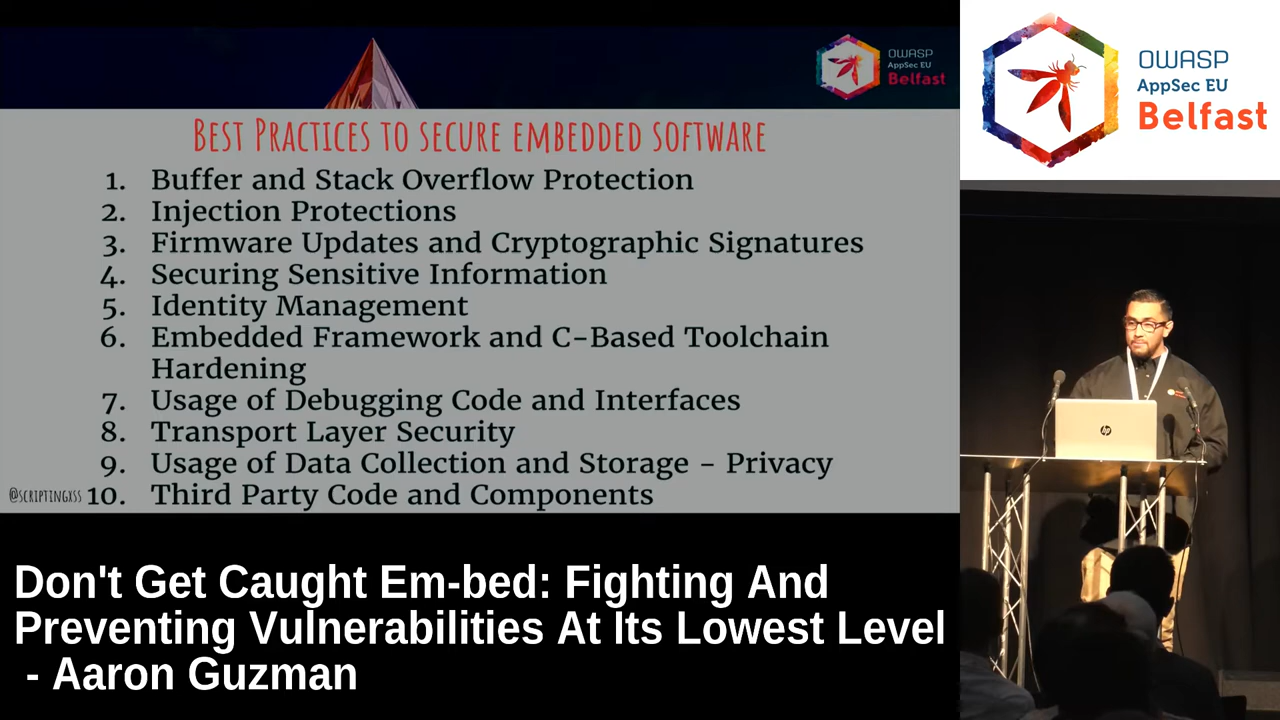 OWASP
AppSec EU
Belfast
OWASP
AppSec EU
Belfast
Best Practices to secure embedded software
1. Buffer and Stack Overflow Protection
2. Injection Protections
3. Firmware Updates and Cryptographic Signatures
4. Securing Sensitive Information
5. Identity Management
6. Embedded Framework and C-Based Toolchain
Hardening
7. Usage of Debugging Code and Interfaces
8. Transport Layer Security
9. Usage of Data Collection and Storage - Privacy
@scriptingxss 10. Third Party Code and Components
hp
Don't Get Caught Em-bed: Fighting And
Preventing Vulnerabilities At Its Lowest Level
- Aaron Guzman